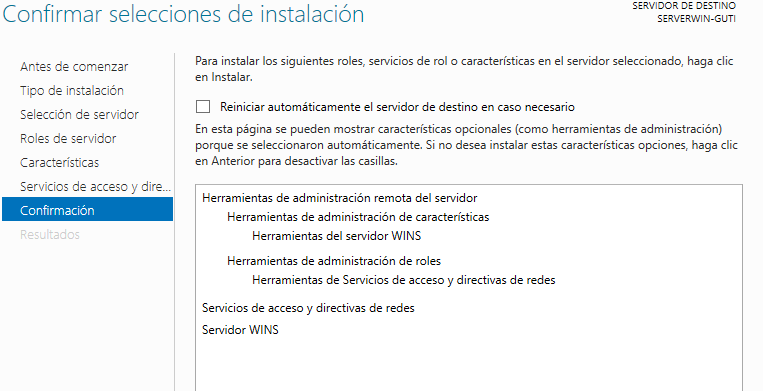 Confirmar selecciones de instalación
SERVIDOR DE DESTINO
SERVERWIN-GUTI
Antes de comenzar
Tipo de instalación
Selección de servidor
Roles de servidor
Características
Servicios de acceso y dire...
Confirmación
Resultados
Para instalar los siguientes roles, servicios de rol o características en el servidor seleccionado, haga clic
en Instalar.
Reiniciar automáticamente el servidor de destino en caso necesario
En esta página se pueden mostrar características opcionales (como herramientas de administración)
porque se seleccionaron automáticamente. Si no desea instalar estas características opciones, haga clic
en Anterior para desactivar las casillas.
Herramientas de administración remota del servidor
Herramientas de administración de características
Herramientas del servidor WINS
Herramientas de administración de roles
Herramientas de Servicios de acceso y directivas de redes
Servicios de acceso y directivas de redes
Servidor WINS